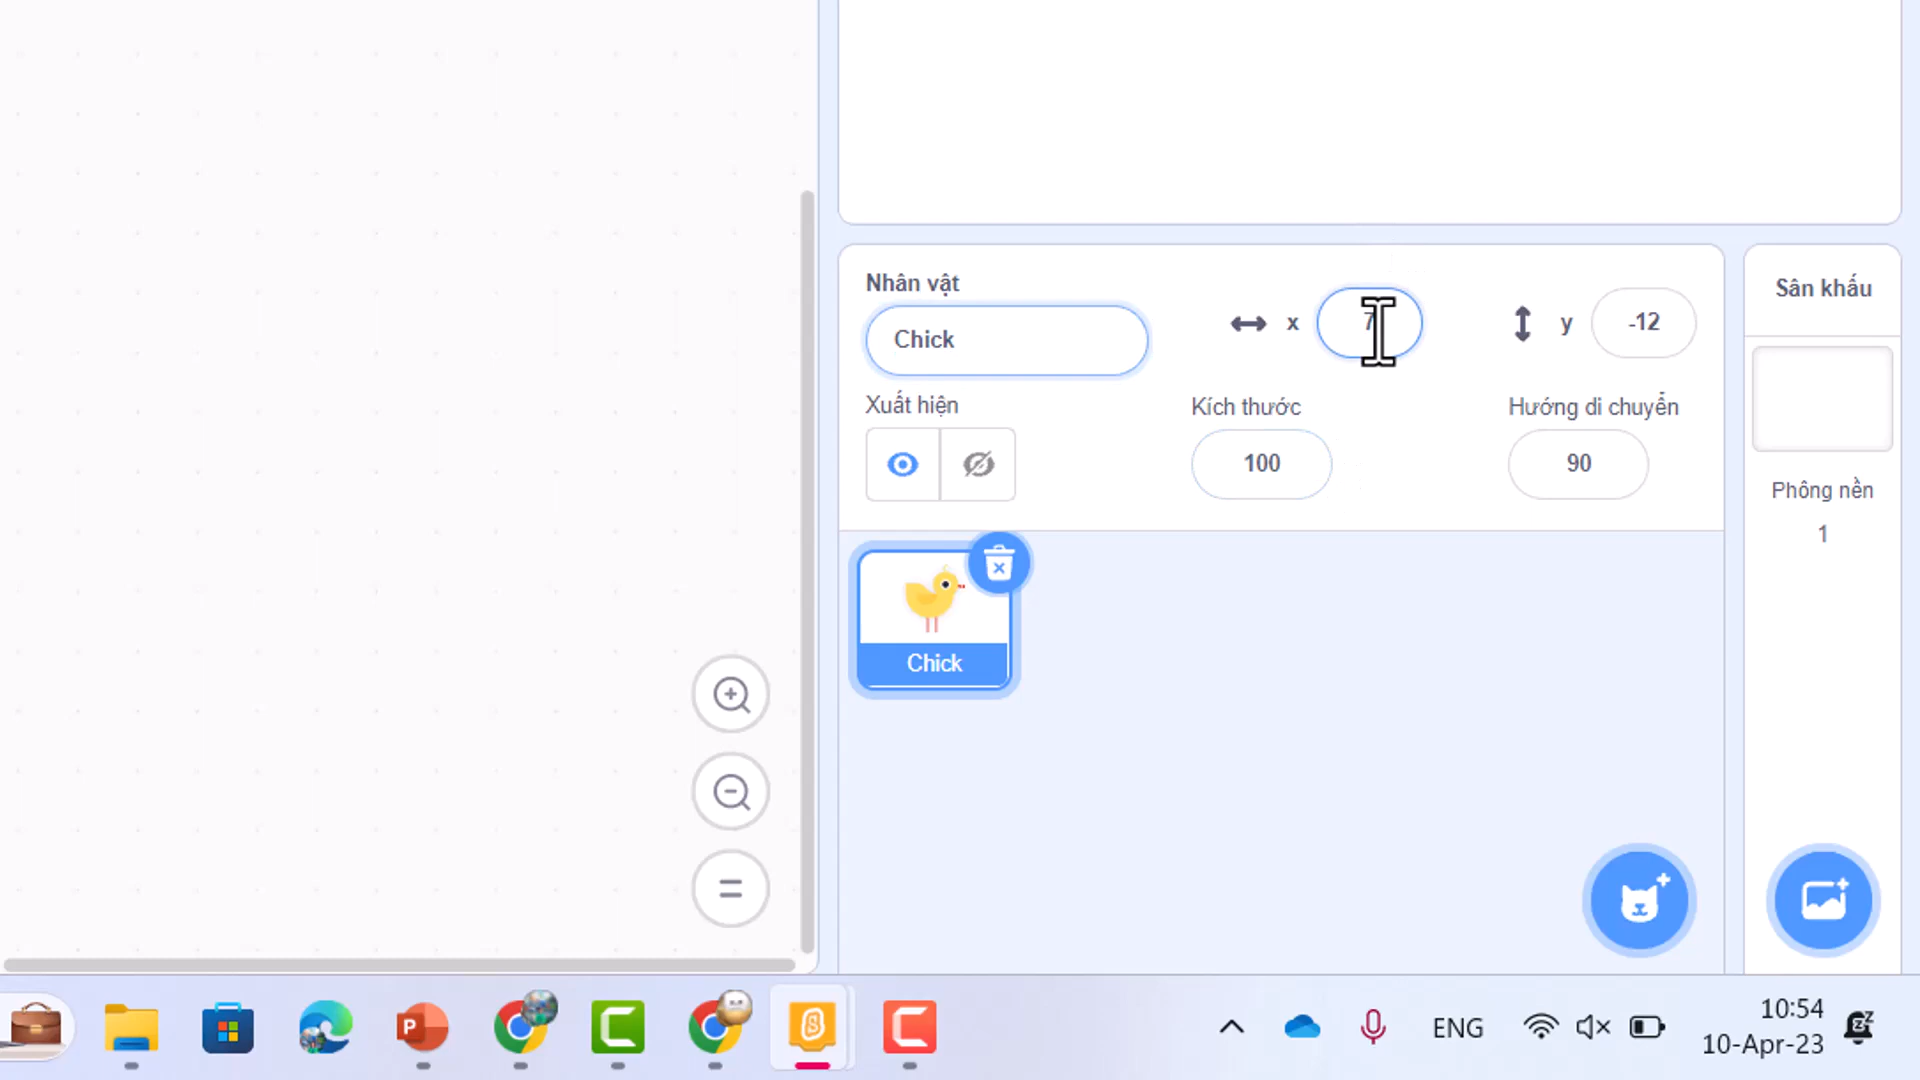 Nhân vật
Chick
x
y
-12
Sân khấu
Xuất hiện
Kích thước
Hướng di chuyển
100
90
Phông nền
1
Chick
ENG
10:54
10-Apr-23